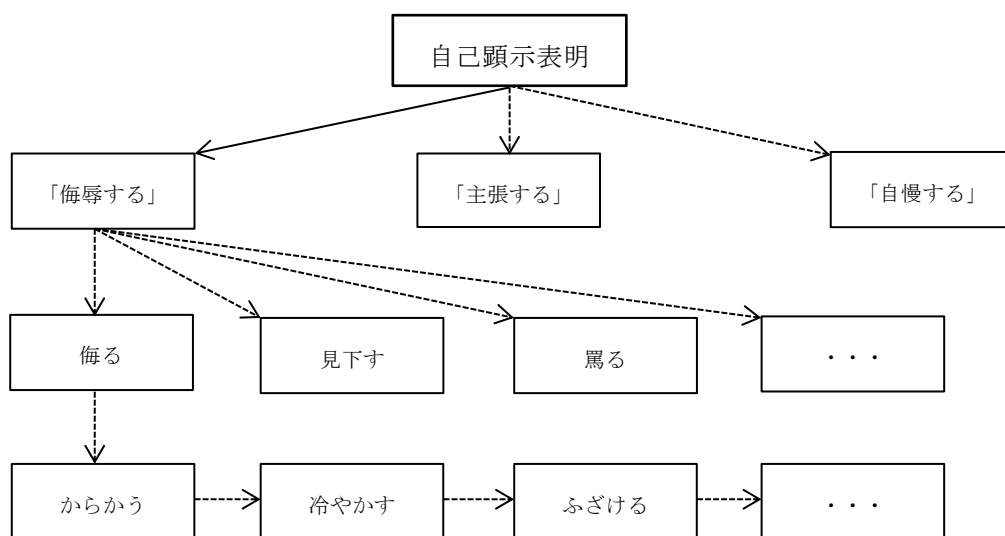 自己顕示表明
「侮辱する」
「主張する」
「自慢する」
侮る
見下す
罵る
・・・
からかう
冷やかす
ふざける
・・・